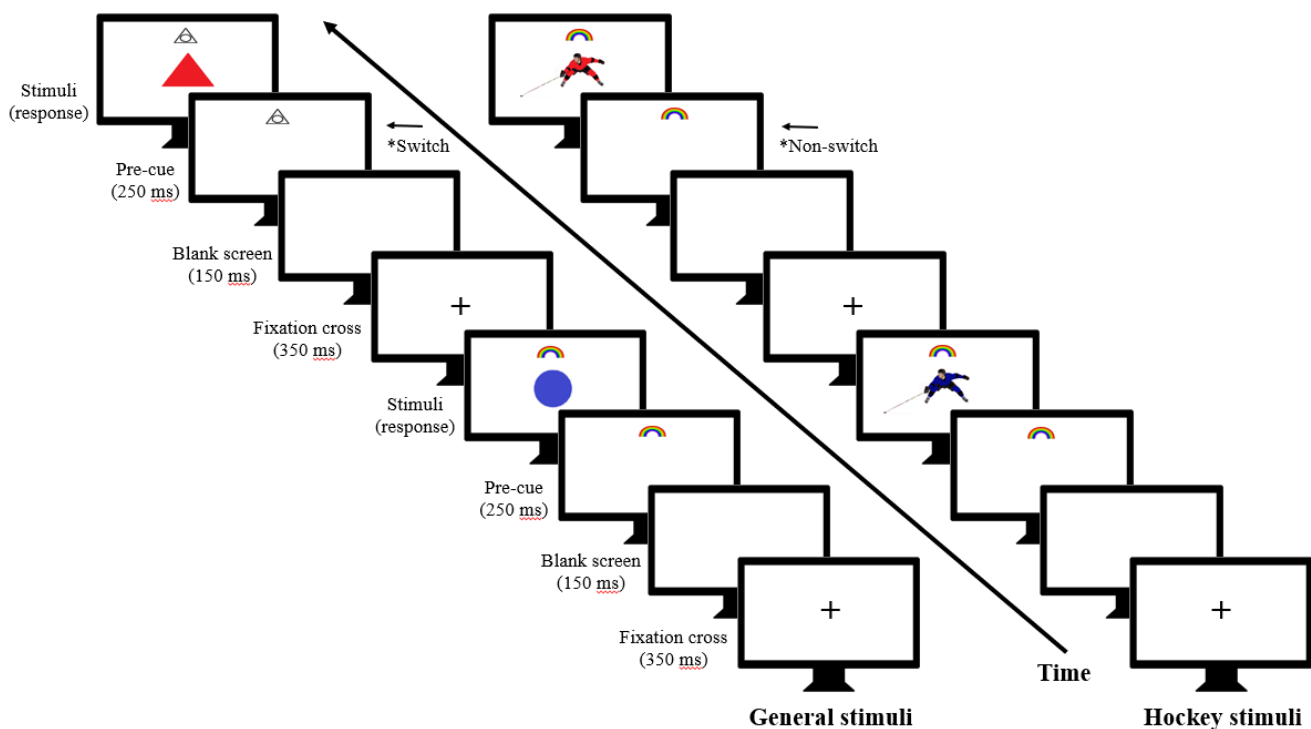 Stimuli
(response)
*Switch
*Non-switch
Pre-cue
(250 ms)
Blank screen
(150 ms)
Fixation cross
(350 ms)
Stimuli
(response)
Pre-cue
(250 ms)
Blank screen
(150 ms)
Fixation cross
(350 ms)
Time
General stimuli
Hockey stimuli